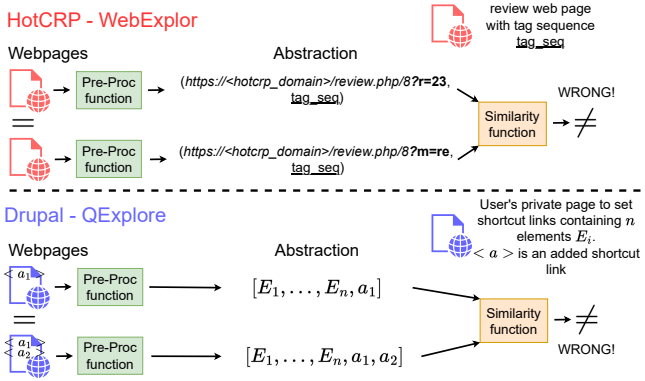 HotCRP - WebExplor
review web page
with tag sequence
tag_seq
Webpages
Abstraction
Pre-Proc
function
(https://<hotcrp_domain>/review.php/8?r=23,
tag_seq)
Similarity
function
WRONG!
≠
=
Pre-Proc
function
(https://<hotcrp_domain>/review.php/8?m=re,
tag_seq)
Drupal - QExplore
User's private page to set
shortcut links containing n
elements E_i.
< a > is an added shortcut
link
Webpages
Abstraction
< a_1 >
Pre-Proc
function
[E_1, . . . , E_n, a_1]
=
Similarity
function
≠
WRONG!
< a_1 >
< a_2 >
Pre-Proc
function
[E_1, . . . , E_n, a_1, a_2]